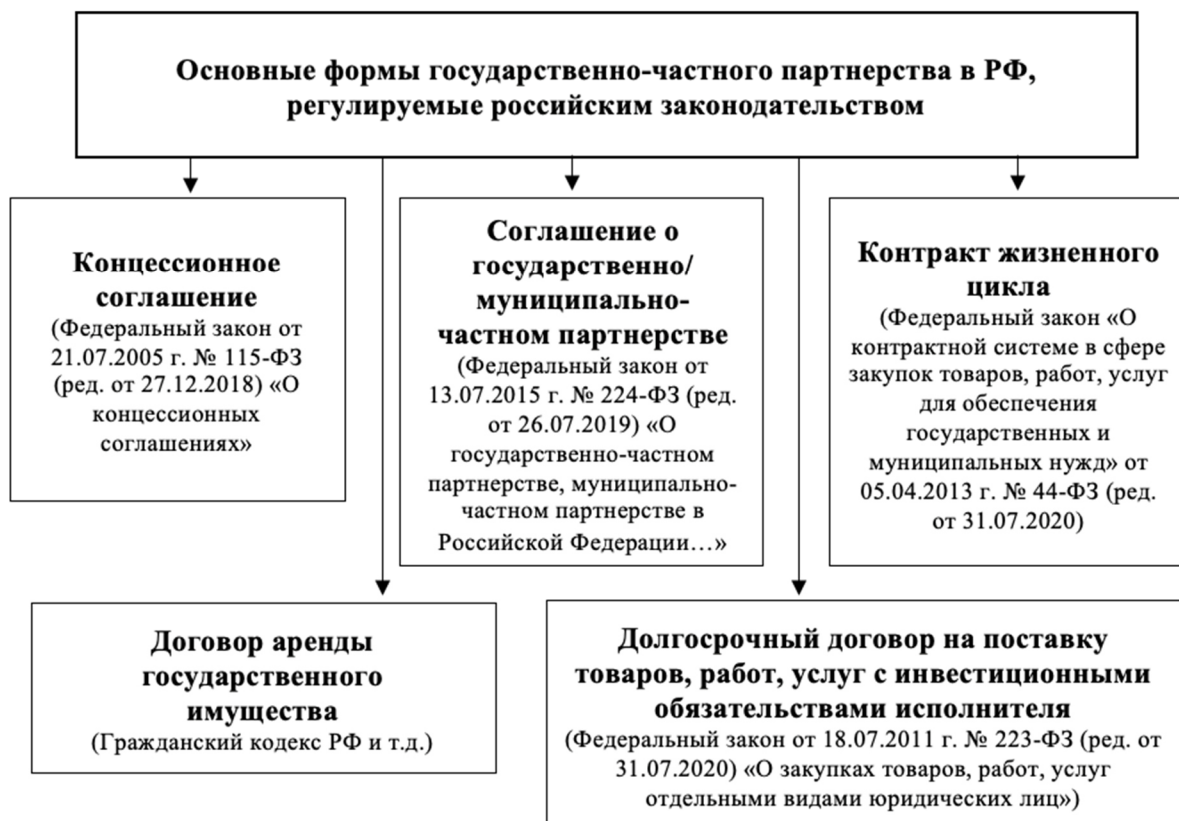 Основные формы государственно-частного партнерства в РФ,
регулируемые российским законодательством
Концессионное
соглашение
(Федеральный закон от
21.07.2005 г. № 115-ФЗ
(ред. от 27.12.2018) «О
концессионных
соглашениях»
Соглашение о
государственно/
муниципально-
частном партнерстве
(Федеральный закон от
13.07.2015 г. № 224-ФЗ (ред.
от 26.07.2019) «О
государственно-частном
партнерстве, муниципально-
частном партнерстве в
Российской Федерации…»
Контракт жизненного
цикла
(Федеральный закон «О
контрактной системе в сфере
закупок товаров, работ, услуг
для обеспечения
государственных и
муниципальных нужд» от
05.04.2013 г. № 44-ФЗ (ред.
от 31.07.2020)
Договор аренды
государственного
имущества
(Гражданский кодекс РФ и т.д.)
Долгосрочный договор на поставку
товаров, работ, услуг с инвестиционными
обязательствами исполнителя
(Федеральный закон от 18.07.2011 г. № 223-ФЗ (ред. от
31.07.2020) «О закупках товаров, работ, услуг
отдельными видами юридических лиц»)